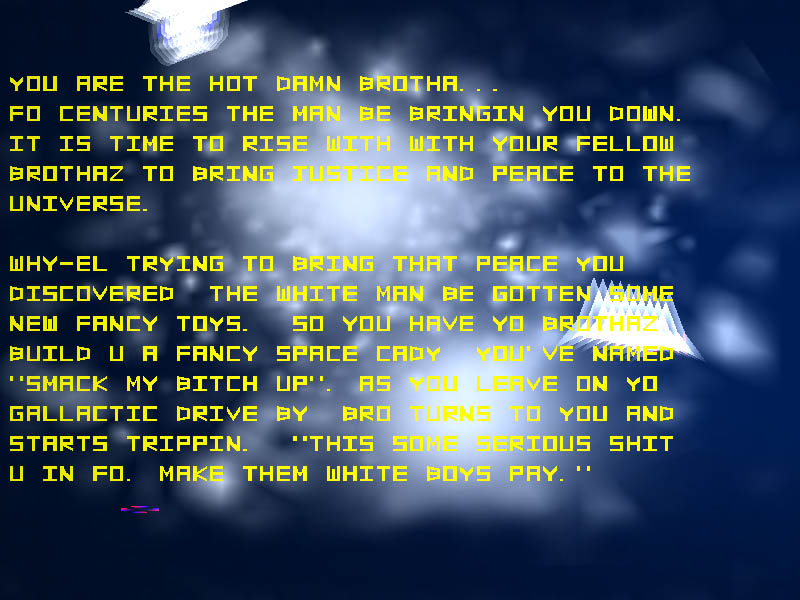 YOU ARE THE HOT DAMN BROTHA...
FO CENTURIES THE MAN BE BRINGIN YOU DOWN.
IT IS TIME TO RISE WITH WITH YOUR FELLOW
BROTHAZ TO BRING JUSTICE AND PEACE TO THE
UNIVERSE.
WHY-EL TRYING TO BRING THAT PEACE YOU
DISCOVERED THE WHITE MAN BE GOTTEN SOME
NEW FANCY TOYS. SO YOU HAVE YO BROTHAZ
BUILD U A FANCY SPACE CADY YOU'VE NAMED
"SMACK MY BITCH UP". AS YOU LEAVE ON YO
GALLACTIC DRIVE BY BRO TURNS TO YOU AND
STARTS TRIPPIN. "THIS SOME SERIOUS SHIT
U IN FO. MAKE THEM WHITE BOYS PAY."